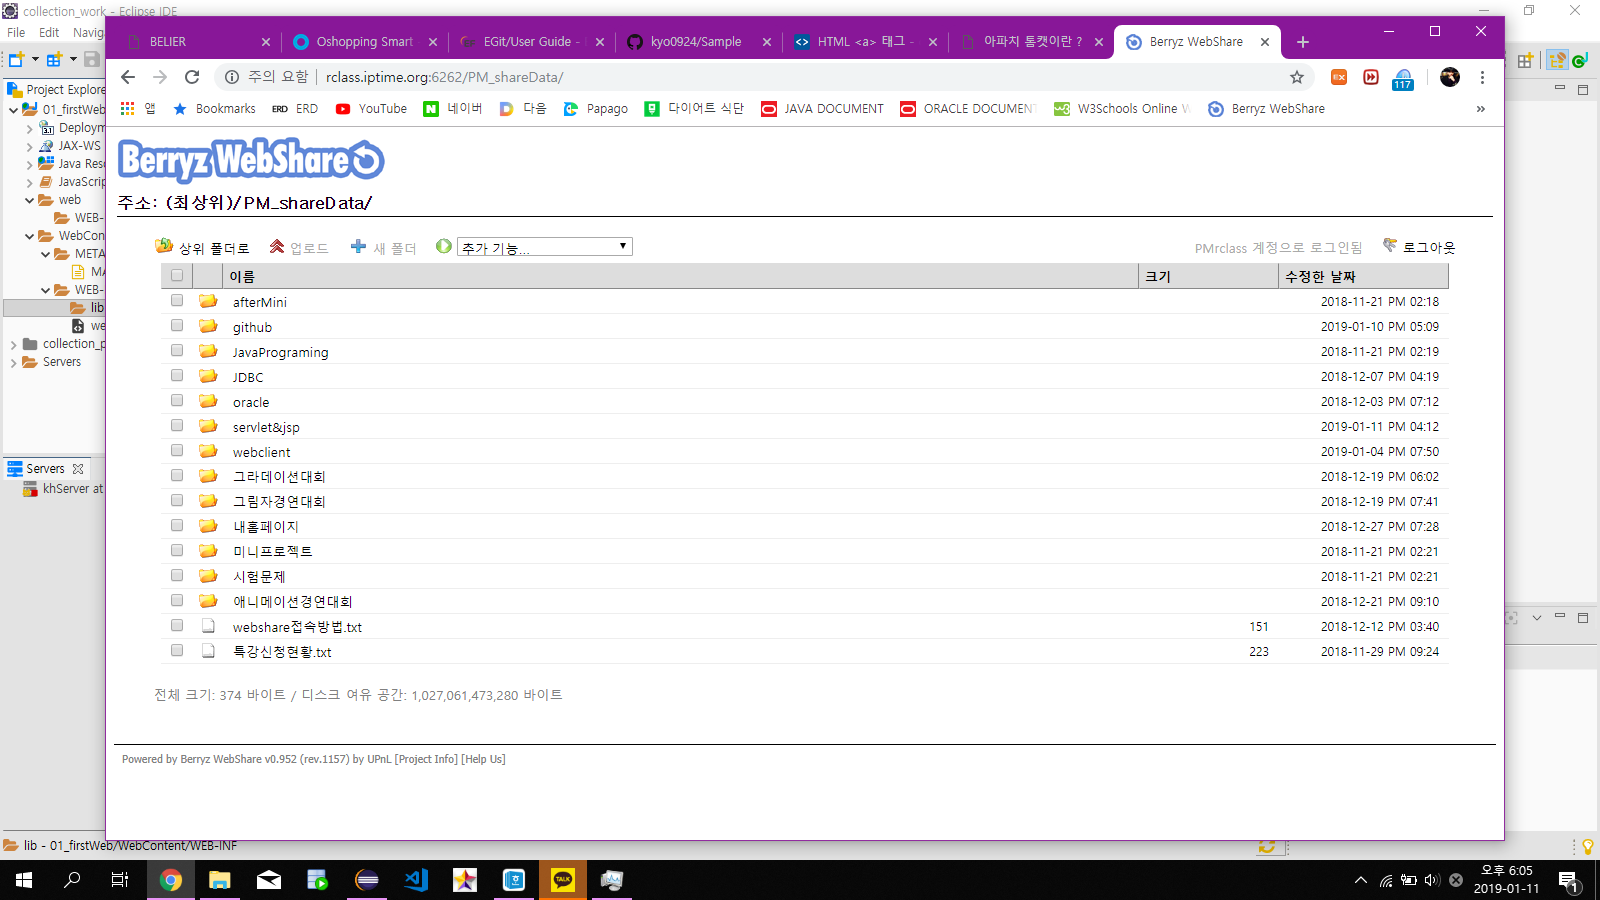 collection_work - Eclipse IDE
File Edit Naviga
BELIER
Oshopping Smart
EGit/User Guide -
kyo0924/Sample
HTML <a> 태그 -
아파치 톰캣이란 ?
Berryz WebShare
주의 요함 | rclass.iptime.org:6262/PM_shareData/
117
앱 Bookmarks ERD ERD YouTube 네이버 다음 Papago 다이어트 식단 JAVA DOCUMENT ORACLE DOCUMENT W3Schools Online Berryz WebShare »
Project Explore
01_firstWeb
Deploym
JAX-WS
Java Reso
JavaScrip
web
WEB-
WebCon
META
MA
WEB-
lib
we
collection_p
Servers
Servers
khServer at
Berryz WebShare
주소: (최상위)/PM_shareData/
상위 폴더로 업로드 새 폴더 추가 기능... PMrclass 계정으로 로그인됨 로그아웃
이름 크기 수정한 날짜
afterMini 2018-11-21 PM 02:18
github 2019-01-10 PM 05:09
JavaPrograming 2018-11-21 PM 02:19
JDBC 2018-12-07 PM 04:19
oracle 2018-12-03 PM 07:12
servlet&jsp 2019-01-11 PM 04:12
webclient 2019-01-04 PM 07:50
그라데이션대회 2018-12-19 PM 06:02
그림자경연대회 2018-12-19 PM 07:41
내홈페이지 2018-12-27 PM 07:28
미니프로젝트 2018-11-21 PM 02:21
시험문제 2018-11-21 PM 02:21
애니메이션경연대회 2018-12-21 PM 09:10
webshare접속방법.txt 151 2018-12-12 PM 03:40
특강신청현황.txt 223 2018-11-29 PM 09:24
전체 크기: 374 바이트 / 디스크 여유 공간: 1,027,061,473,280 바이트
Powered by Berryz WebShare v0.952 (rev.1157) by UPnL [Project Info] [Help Us]
lib - 01_firstWeb/WebContent/WEB-INF
TALK
오후 6:05
2019-01-11
1